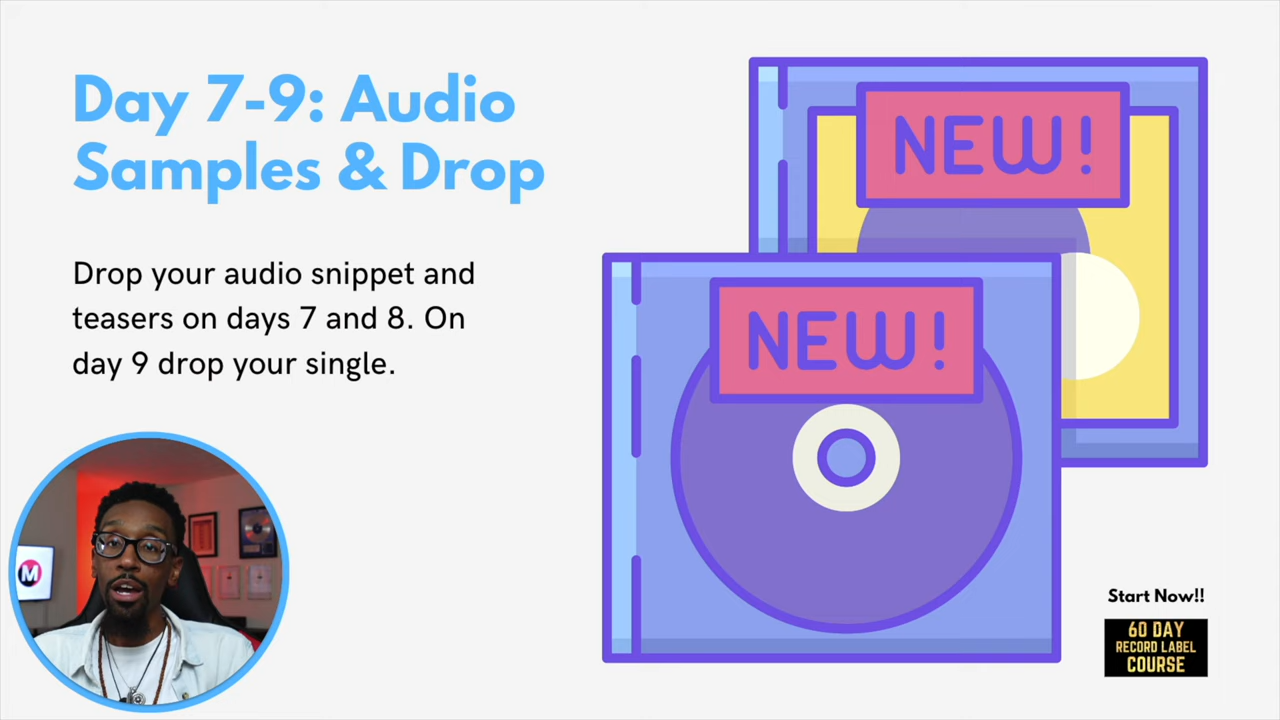 Day 7-9: Audio
Samples & Drop
Drop your audio snippet and
teasers on days 7 and 8. On
day 9 drop your single.
NEW!
NEW!
M
Start Now!!
60 DAY
RECORD LABEL
COURSE